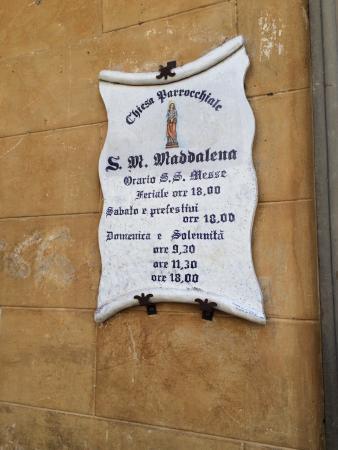 Chiesa Parrocchiale
S. M. Maddalena
Orario S.S. Messe
Feriale ore 18,00
Sabato e prefestivi
ore 18,00
Domenica e Solennità
ore 9,30
ore 11,30
ore 18,00